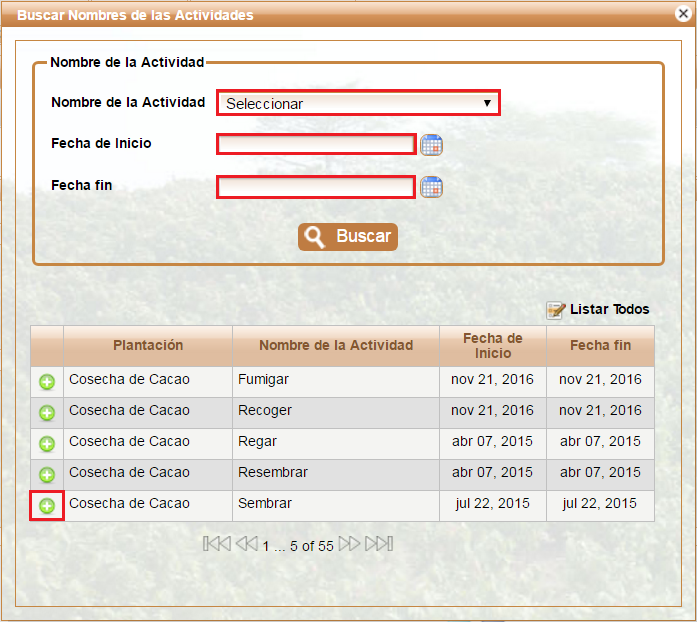 Buscar Nombres de las Actividades
Nombre de la Actividad
Nombre de la Actividad Seleccionar
Fecha de Inicio
Fecha fin
Buscar
Listar Todos
Plantación Nombre de la Actividad Fecha de Inicio Fecha fin
Cosecha de Cacao Fumigar nov 21, 2016 nov 21, 2016
Cosecha de Cacao Recoger nov 21, 2016 nov 21, 2016
Cosecha de Cacao Regar abr 07, 2015 abr 07, 2015
Cosecha de Cacao Resembrar abr 07, 2015 abr 07, 2015
Cosecha de Cacao Sembrar jul 22, 2015 jul 22, 2015
1 ... 5 of 55